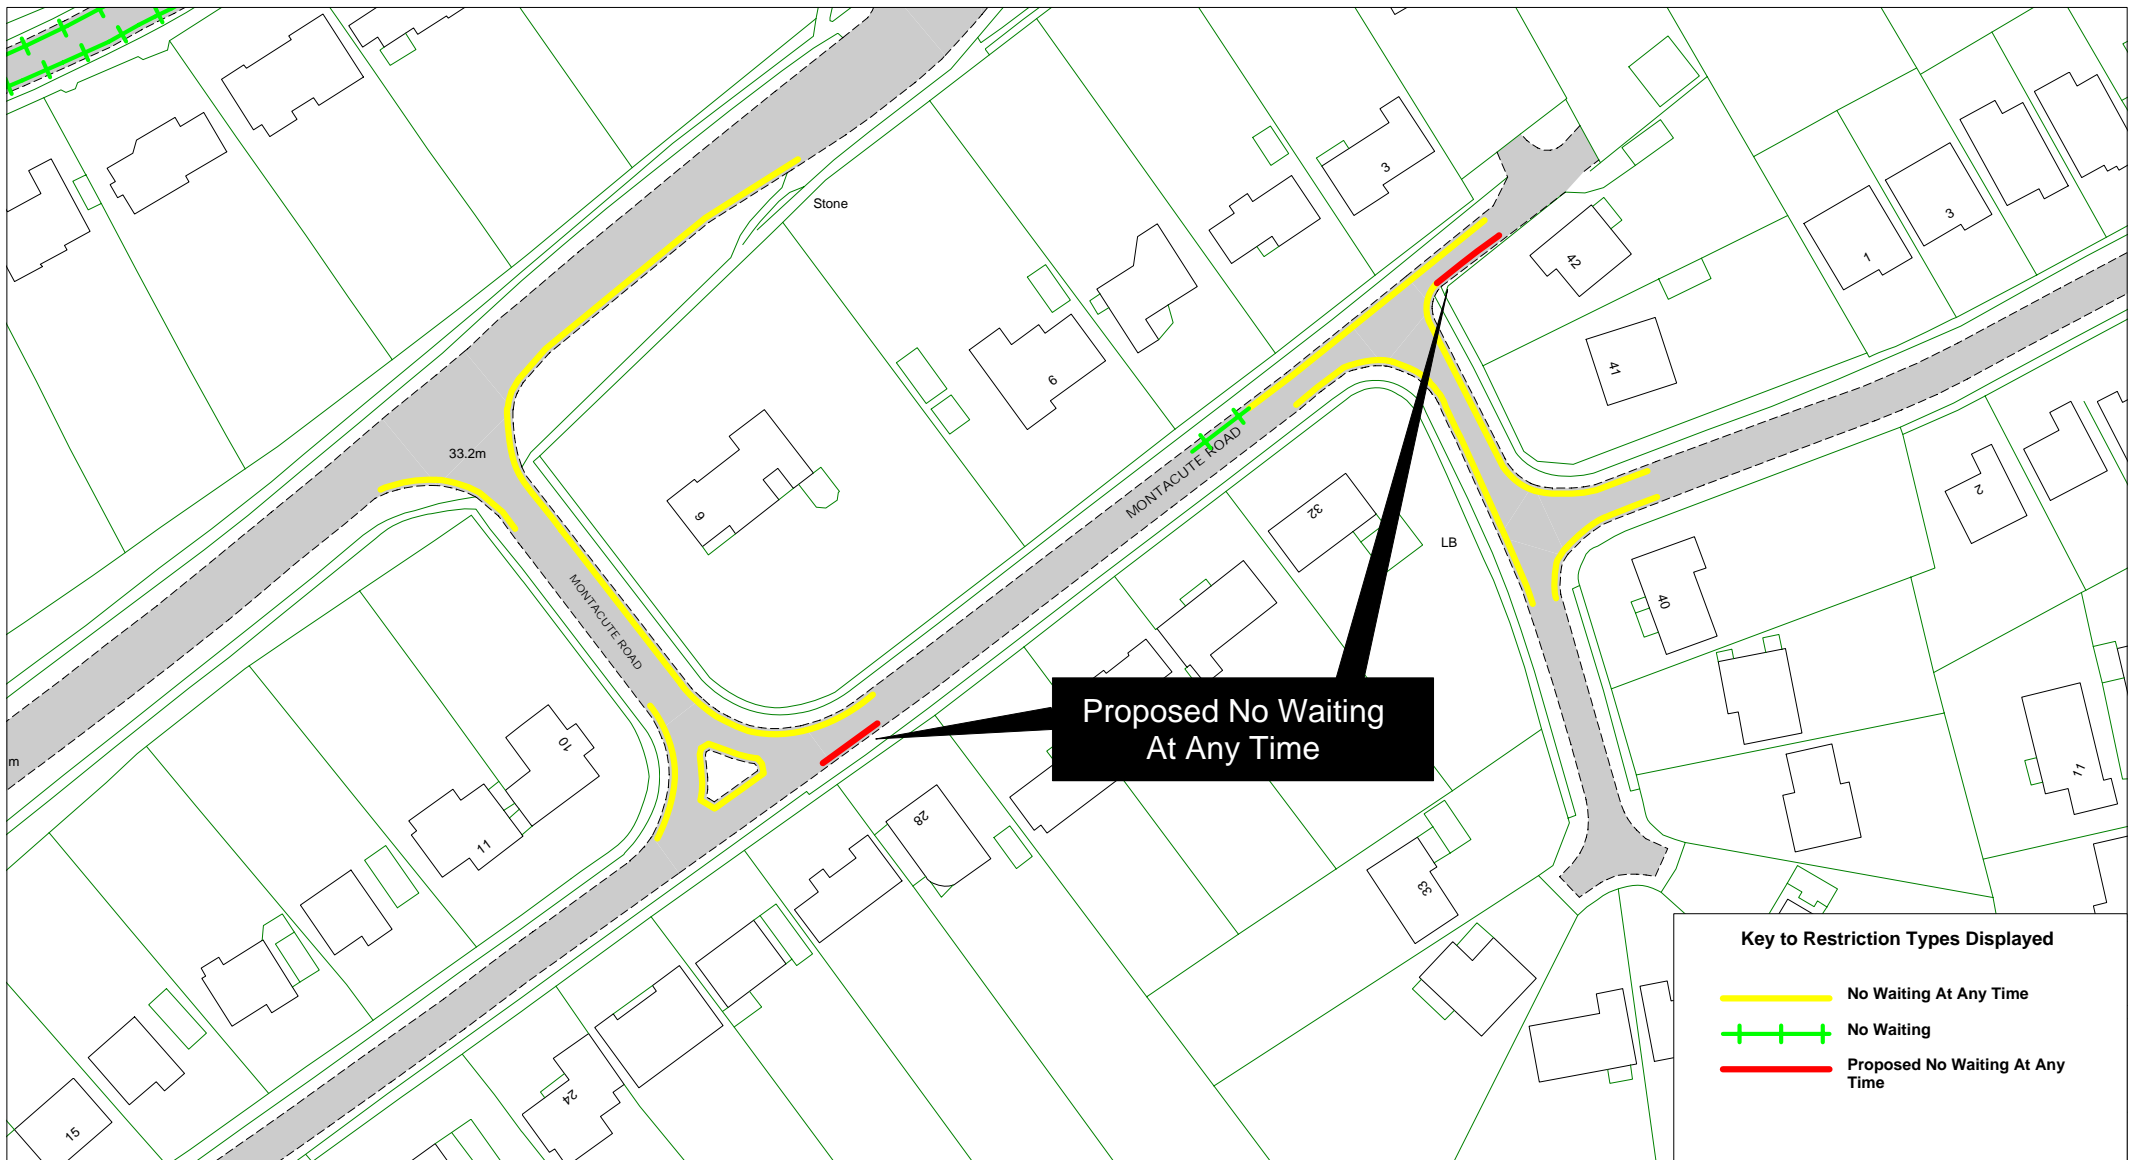 Stone
3
42
1
3
6
41
33.2m
9
MONTACUTE ROAD
32
LB
2
40
MONTACUTE ROAD
Proposed No Waiting
At Any Time
10
m
11
28
11
33
24
15
Key to Restriction Types Displayed
No Waiting At Any Time
No Waiting
Proposed No Waiting At Any
Time